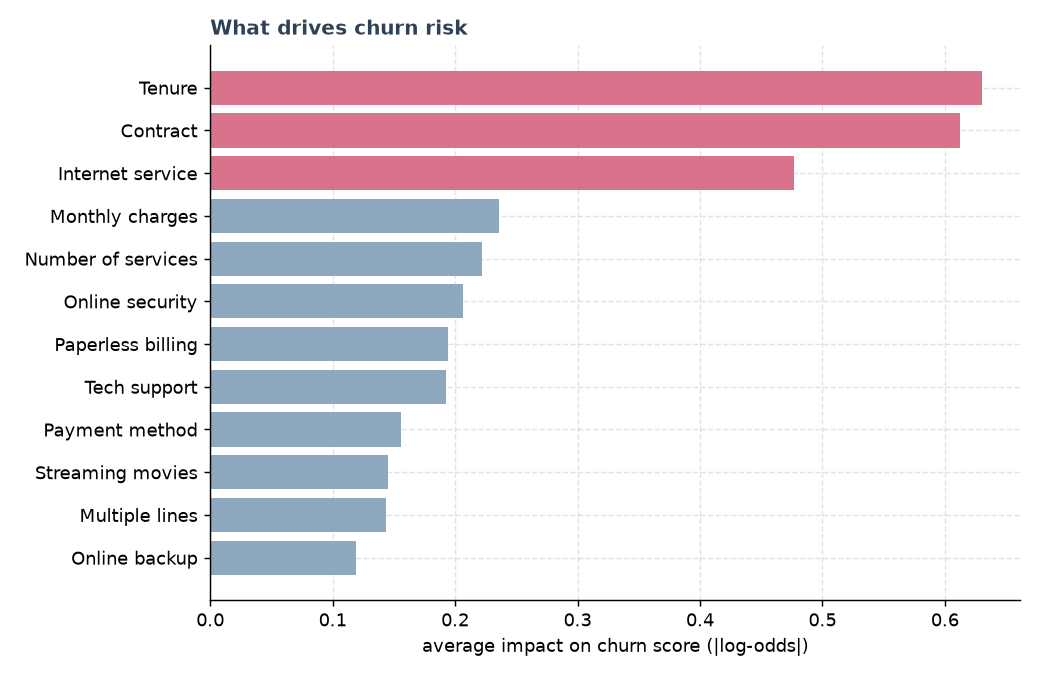 What drives churn risk
Tenure
Contract
Internet service
Monthly charges
Number of services
Online security
Paperless billing
Tech support
Payment method
Streaming movies
Multiple lines
Online backup
0.0 0.1 0.2 0.3 0.4 0.5 0.6
average impact on churn score (|log-odds|)